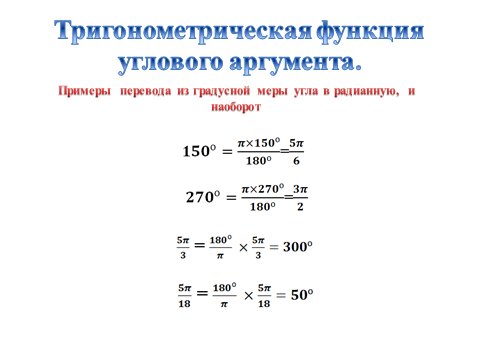 Тригонометрическая функция
углового аргумента.
Примеры перевода из градусной меры угла в радианную, и
наоборот
150° = π×150°/180° = 5π/6
270° = π×270°/180° = 3π/2
5π/3 = 180°/π × 5π/3 = 300°
5π/18 = 180°/π × 5π/18 = 50°